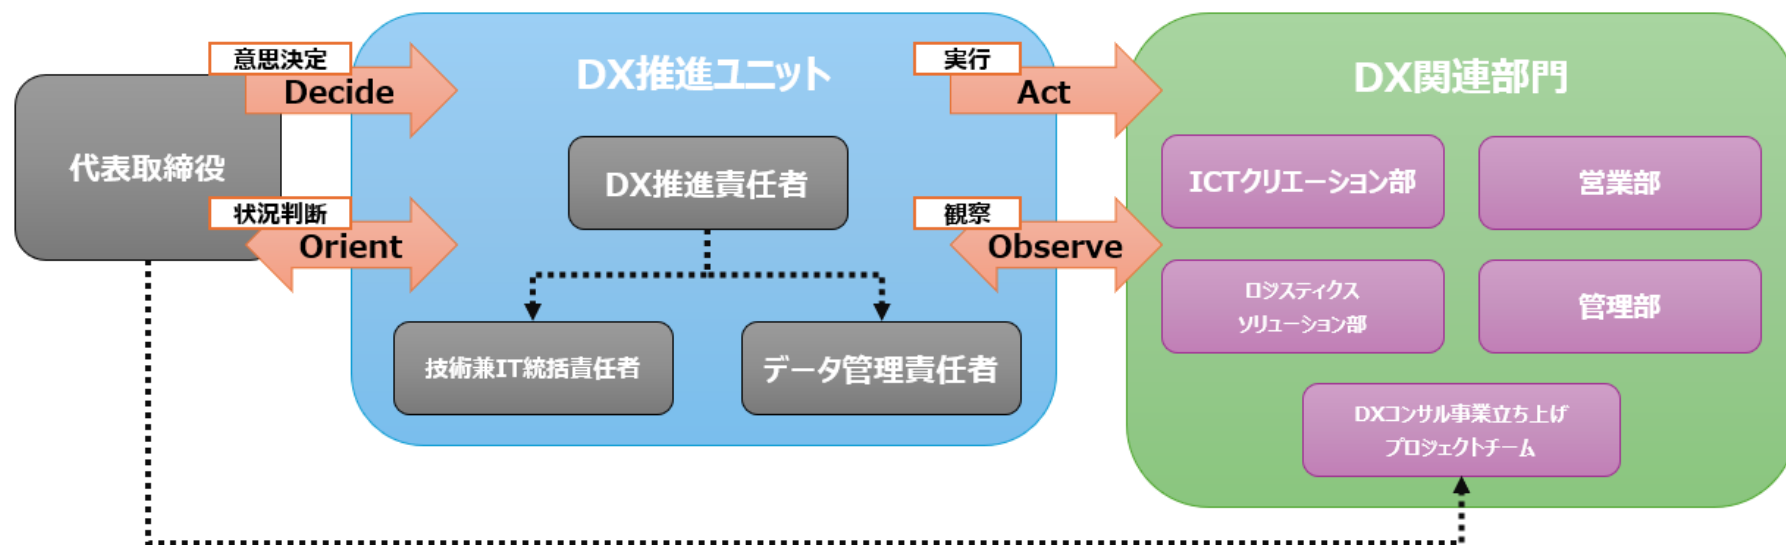 意思決定
Decide
代表取締役
状況判断
Orient
DX推進ユニット
DX推進責任者
技術兼IT統括責任者
データ管理責任者
実行
Act
観察
Observe
DX関連部門
ICTクリエーション部
営業部
ロジスティクス
ソリューション部
管理部
DXコンサル事業立ち上げ
プロジェクトチーム